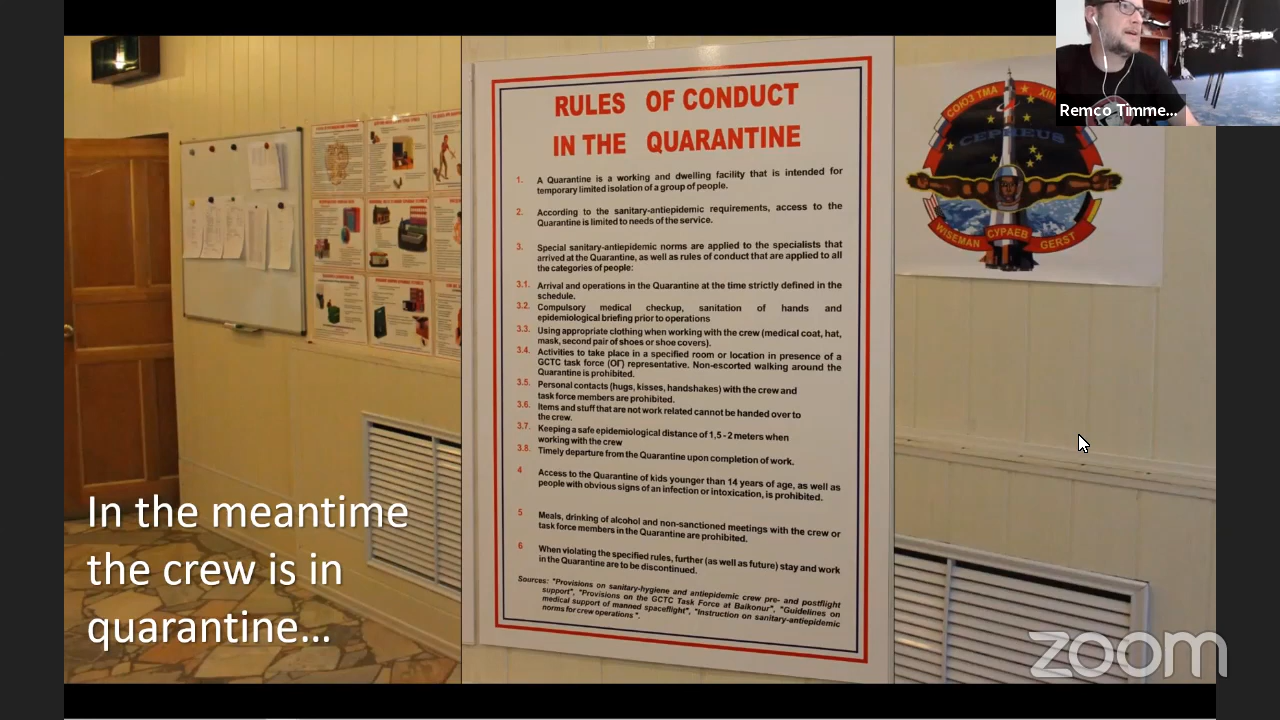 RULES OF CONDUCT
IN THE QUARANTINE
1. A Quarantine is a working and dwelling facility that is intended for
temporary limited isolation of a group of people.
2. According to the sanitary-antiepidemic requirements, access to the
Quarantine is limited to needs of the service.
3. Special sanitary-antiepidemic norms are applied to the specialists that
arrived at the Quarantine, as well as rules of conduct that are applied to all
the categories of people:
3.1. Arrival and operations in the Quarantine at the time strictly defined in the
schedule.
3.2. Compulsory medical checkup, sanitation of hands and
epidemiological briefing prior to operations
3.3. Using appropriate clothing when working with the crew (medical coat, hat,
mask, second pair of shoes or shoe covers).
3.4. Activities to take place in a specified room or location in presence of a
GCTC task force (ОГ) representative. Non-escorted walking around the
Quarantine is prohibited.
3.5. Personal contacts (hugs, kisses, handshakes) with the crew and
task force members are prohibited.
3.6. Items and stuff that are not work related cannot be handed over to
the crew.
3.7. Keeping a safe epidemiological distance of 1,5 - 2 meters when
working with the crew
3.8. Timely departure from the Quarantine upon completion of work.
4 Access to the Quarantine of kids younger than 14 years of age, as well as
people with obvious signs of an infection or intoxication, is prohibited.
5 Meals, drinking of alcohol and non-sanctioned meetings with the crew or
task force members in the Quarantine are prohibited.
6 When violating the specified rules, further (as well as future) stay and work
in the Quarantine are to be discontinued.
Sources: "Provisions on sanitary-hygiene and antiepidemic crew pre- and postflight
support", "Provisions on the GCTC Task Force at Baikonur", "Guidelines on
medical support of manned spaceflight", "Instruction on sanitary-antiepidemic
norms for crew operations ".
СОЮЗ ТМА XIII
CEPHEUS
WISEMAN СУРАЕВ GERST
Remco Timme...
In the meantime
the crew is in
quarantine...
zoom